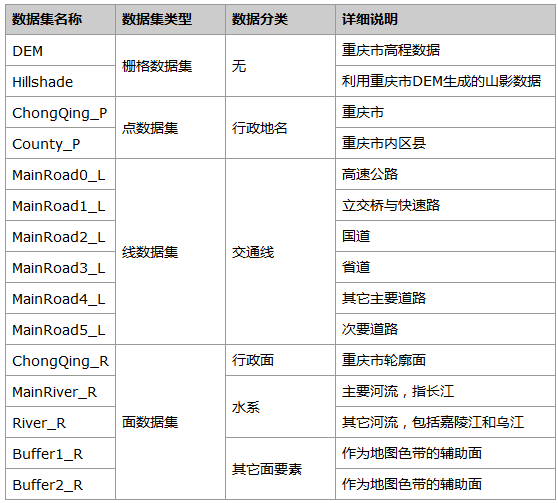 数据集名称 数据集类型 数据分类 详细说明
DEM 栅格数据集 无 重庆市高程数据
Hillshade 利用重庆市DEM生成的山影数据
ChongQing_P 点数据集 行政地名 重庆市
County_P 重庆市内区县
MainRoad0_L 线数据集 交通线 高速公路
MainRoad1_L 立交桥与快速路
MainRoad2_L 国道
MainRoad3_L 省道
MainRoad4_L 其它主要道路
MainRoad5_L 次要道路
ChongQing_R 面数据集 行政面 重庆市轮廓面
MainRiver_R 水系 主要河流，指长江
River_R 其它河流，包括嘉陵江和乌江
Buffer1_R 其它面要素 作为地图色带的辅助面
Buffer2_R 作为地图色带的辅助面